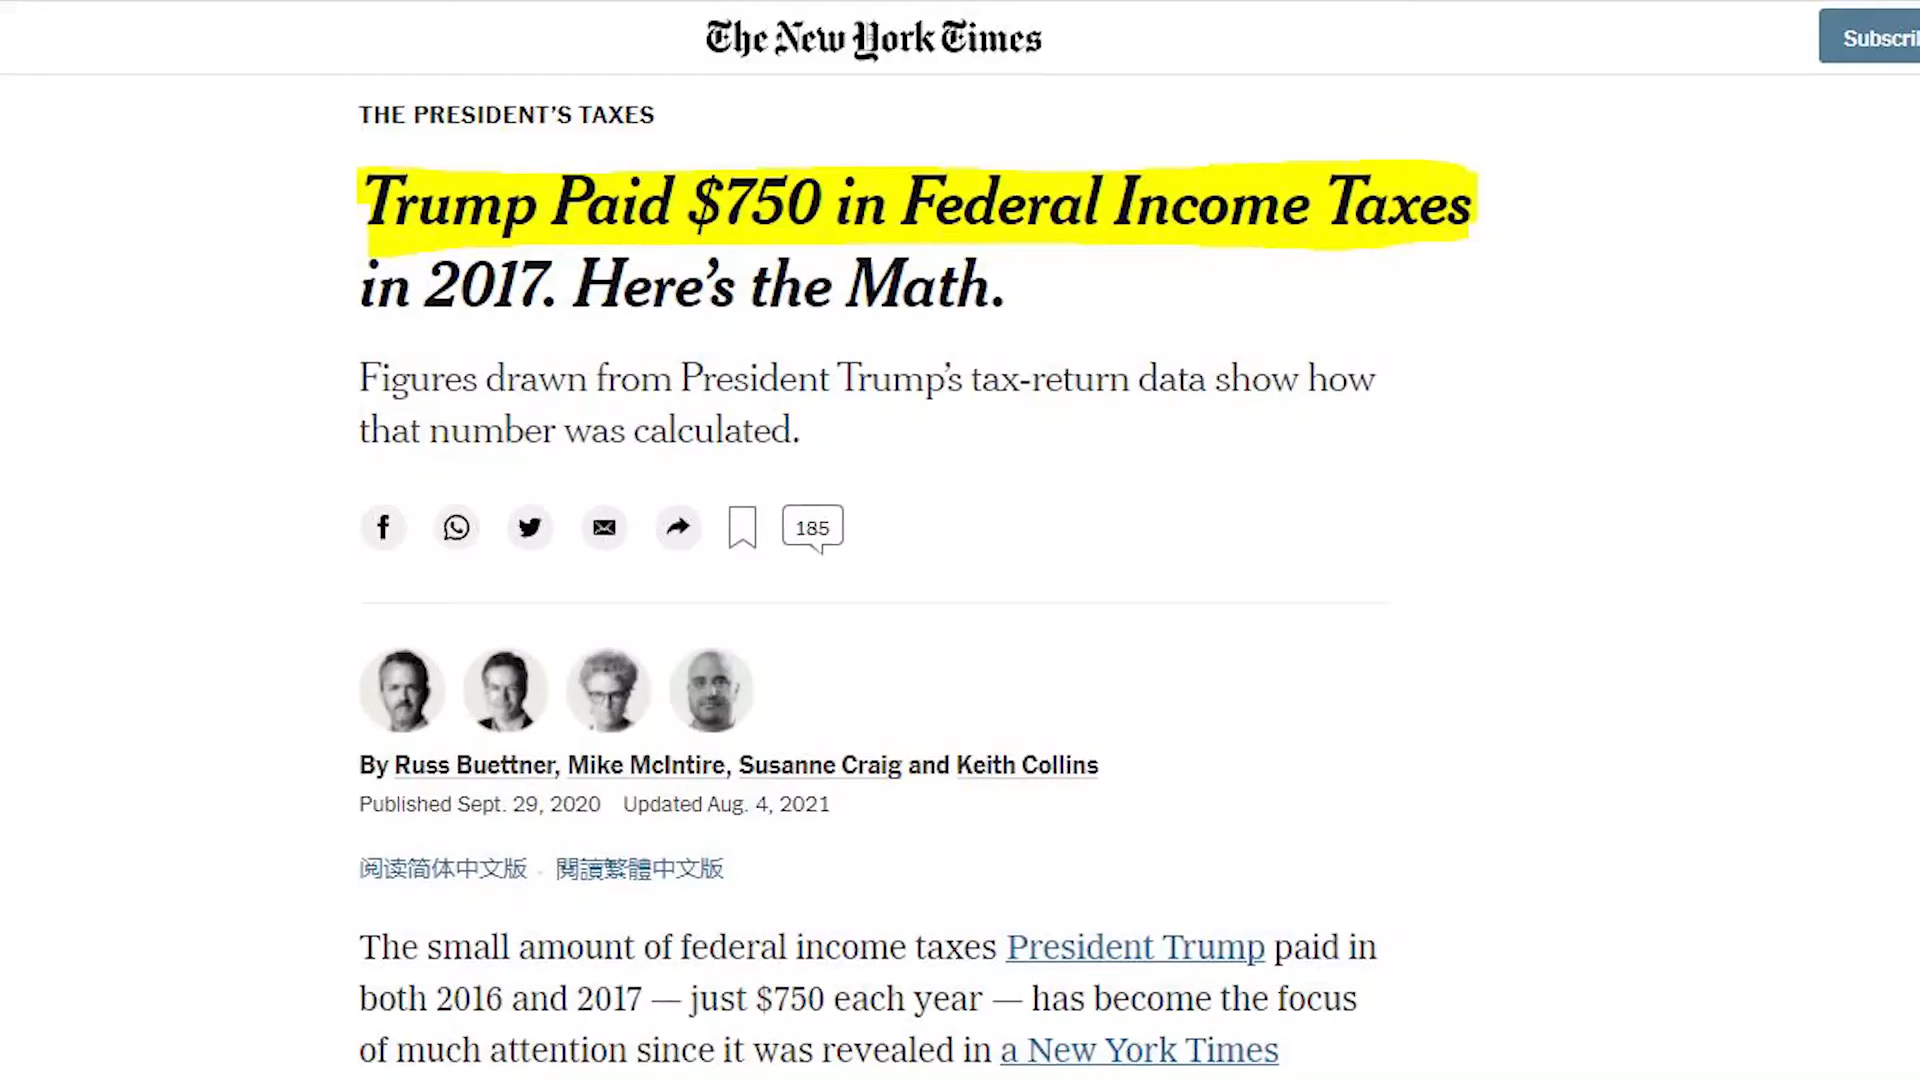 The New York Times
Subscri
THE PRESIDENT'S TAXES
Trump Paid $750 in Federal Income Taxes
in 2017. Here's the Math.
Figures drawn from President Trump's tax-return data show how
that number was calculated.
185
By Russ Buettner, Mike McIntire, Susanne Craig and Keith Collins
Published Sept. 29, 2020 Updated Aug. 4, 2021
阅读简体中文版 · 閱讀繁體中文版
The small amount of federal income taxes President Trump paid in
both 2016 and 2017 — just $750 each year — has become the focus
of much attention since it was revealed in a New York Times